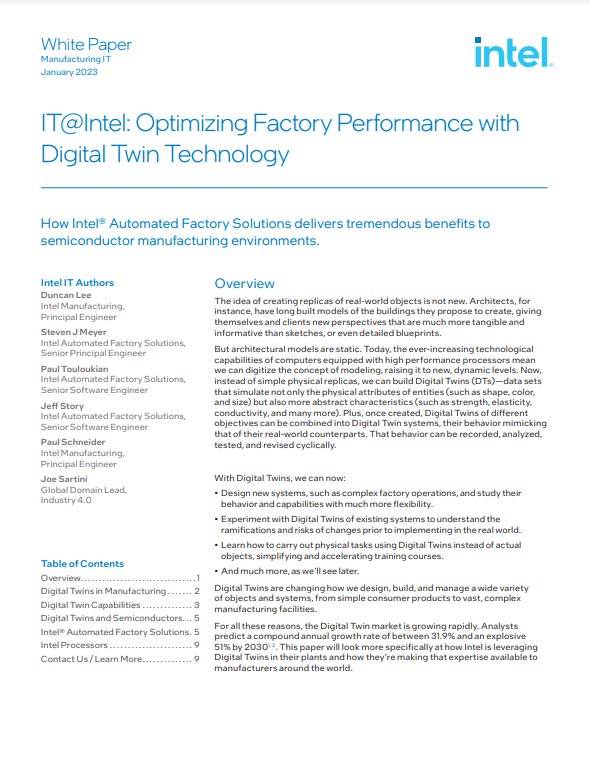 White Paper
Manufacturing IT
January 2023
intel®
IT@Intel: Optimizing Factory Performance with
Digital Twin Technology
How Intel® Automated Factory Solutions delivers tremendous benefits to
semiconductor manufacturing environments.
Intel IT Authors
Duncan Lee
Intel Manufacturing,
Principal Engineer
Steven J Meyer
Intel Automated Factory Solutions,
Senior Principal Engineer
Paul Touloukian
Intel Automated Factory Solutions,
Senior Software Engineer
Jeff Story
Intel Automated Factory Solutions,
Senior Software Engineer
Paul Schneider
Intel Manufacturing,
Principal Engineer
Joe Sartini
Global Domain Lead,
Industry 4.0
Table of Contents
Overview. . . . . . . . . . . . . . . . . . . . . . . . . . . . . . 1
Digital Twins in Manufacturing . . . . . . . 2
Digital Twin Capabilities . . . . . . . . . . . . . 3
Digital Twins and Semiconductors. . . 5
Intel® Automated Factory Solutions. 5
Intel Processors . . . . . . . . . . . . . . . . . . . . . . 9
Contact Us / Learn More. . . . . . . . . . . . . 9
Overview
The idea of creating replicas of real-world objects is not new. Architects, for
instance, have long built models of the buildings they propose to create, giving
themselves and clients new perspectives that are much more tangible and
informative than sketches, or even detailed blueprints.
But architectural models are static. Today, the ever-increasing technological
capabilities of computers equipped with high performance processors mean
we can digitize the concept of modeling, raising it to new, dynamic levels. Now,
instead of simple physical replicas, we can build Digital Twins (DTs)—data sets
that simulate not only the physical attributes of entities (such as shape, color,
and size) but also more abstract characteristics (such as strength, elasticity,
conductivity, and many more). Plus, once created, Digital Twins of different
objectives can be combined into Digital Twin systems, their behavior mimicking
that of their real-world counterparts. That behavior can be recorded, analyzed,
tested, and revised cyclically.
With Digital Twins, we can now:
• Design new systems, such as complex factory operations, and study their
behavior and capabilities with much more flexibility.
• Experiment with Digital Twins of existing systems to understand the
ramifications and risks of changes prior to implementing in the real world.
• Learn how to carry out physical tasks using Digital Twins instead of actual
objects, simplifying and accelerating training courses.
• And much more, as we'll see later.
Digital Twins are changing how we design, build, and manage a wide variety
of objects and systems, from simple consumer products to vast, complex
manufacturing facilities.
For all these reasons, the Digital Twin market is growing rapidly. Analysts
predict a compound annual growth rate of between 31.9% and an explosive
51% by 2030¹˒². This paper will look more specifically at how Intel is leveraging
Digital Twins in their plants and how they're making that expertise available to
manufacturers around the world.